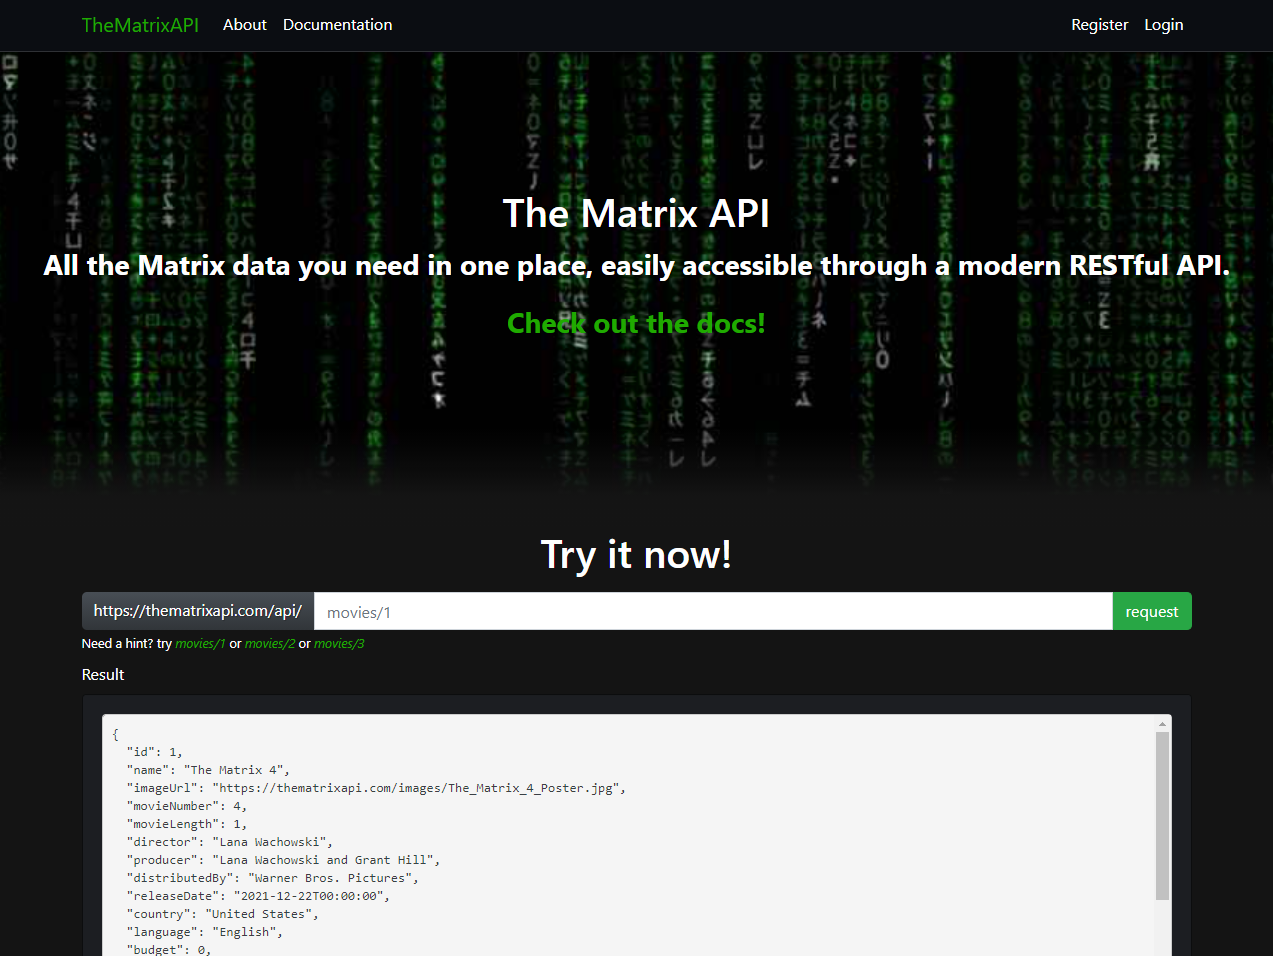 TheMatrixAPI About Documentation Register Login
The Matrix API
All the Matrix data you need in one place, easily accessible through a modern RESTful API.
Check out the docs!
Try it now!
https://thematrixapi.com/api/ movies/1 request
Need a hint? try movies/1 or movies/2 or movies/3
Result
{
  "id": 1,
  "name": "The Matrix 4",
  "imageUrl": "https://thematrixapi.com/images/The_Matrix_4_Poster.jpg",
  "movieNumber": 4,
  "movieLength": 1,
  "director": "Lana Wachowski",
  "producer": "Lana Wachowski and Grant Hill",
  "distributedBy": "Warner Bros. Pictures",
  "releaseDate": "2021-12-22T00:00:00",
  "country": "United States",
  "language": "English",
  "budget": 0,